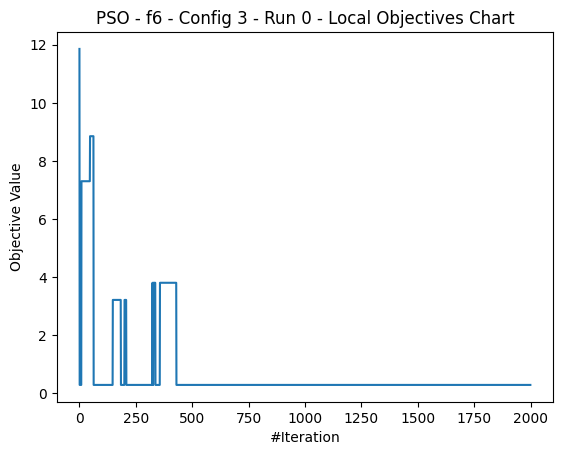 PSO - f6 - Config 3 - Run 0 - Local Objectives Chart
12
10
8
6
4
2
0
Objective Value
0 250 500 750 1000 1250 1500 1750 2000
#Iteration